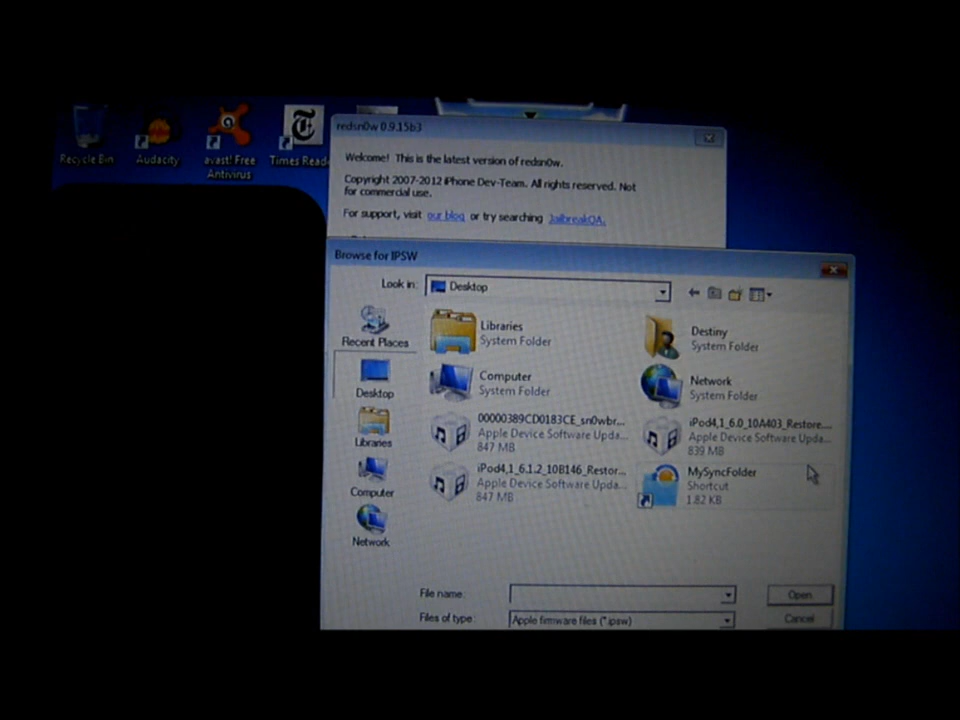 Recycle Bin
Audacity
avast! Free
Antivirus
Times Read
redsn0w 0.9.15b3
Welcome! This is the latest version of redsn0w.
Copyright 2007-2012 iPhone Dev-Team. All rights reserved. Not
for commercial use.
For support, visit our blog or try searching JailbreakQA.
Browse for IPSW
Look in:
Desktop
Recent Places
Desktop
Libraries
Computer
Network
Libraries
System Folder
Destiny
System Folder
Computer
System Folder
Network
System Folder
00000389CD0183CE_sn0wbr...
Apple Device Software Upda...
847 MB
iPod4,1_6.0_10A403_Restore....
Apple Device Software Upda...
839 MB
iPod4,1_6.1.2_10B146_Restor...
Apple Device Software Upda...
847 MB
MySyncFolder
Shortcut
1.82 KB
File name:
Open
Files of type:
Apple firmware files (*.ipsw)
Cancel